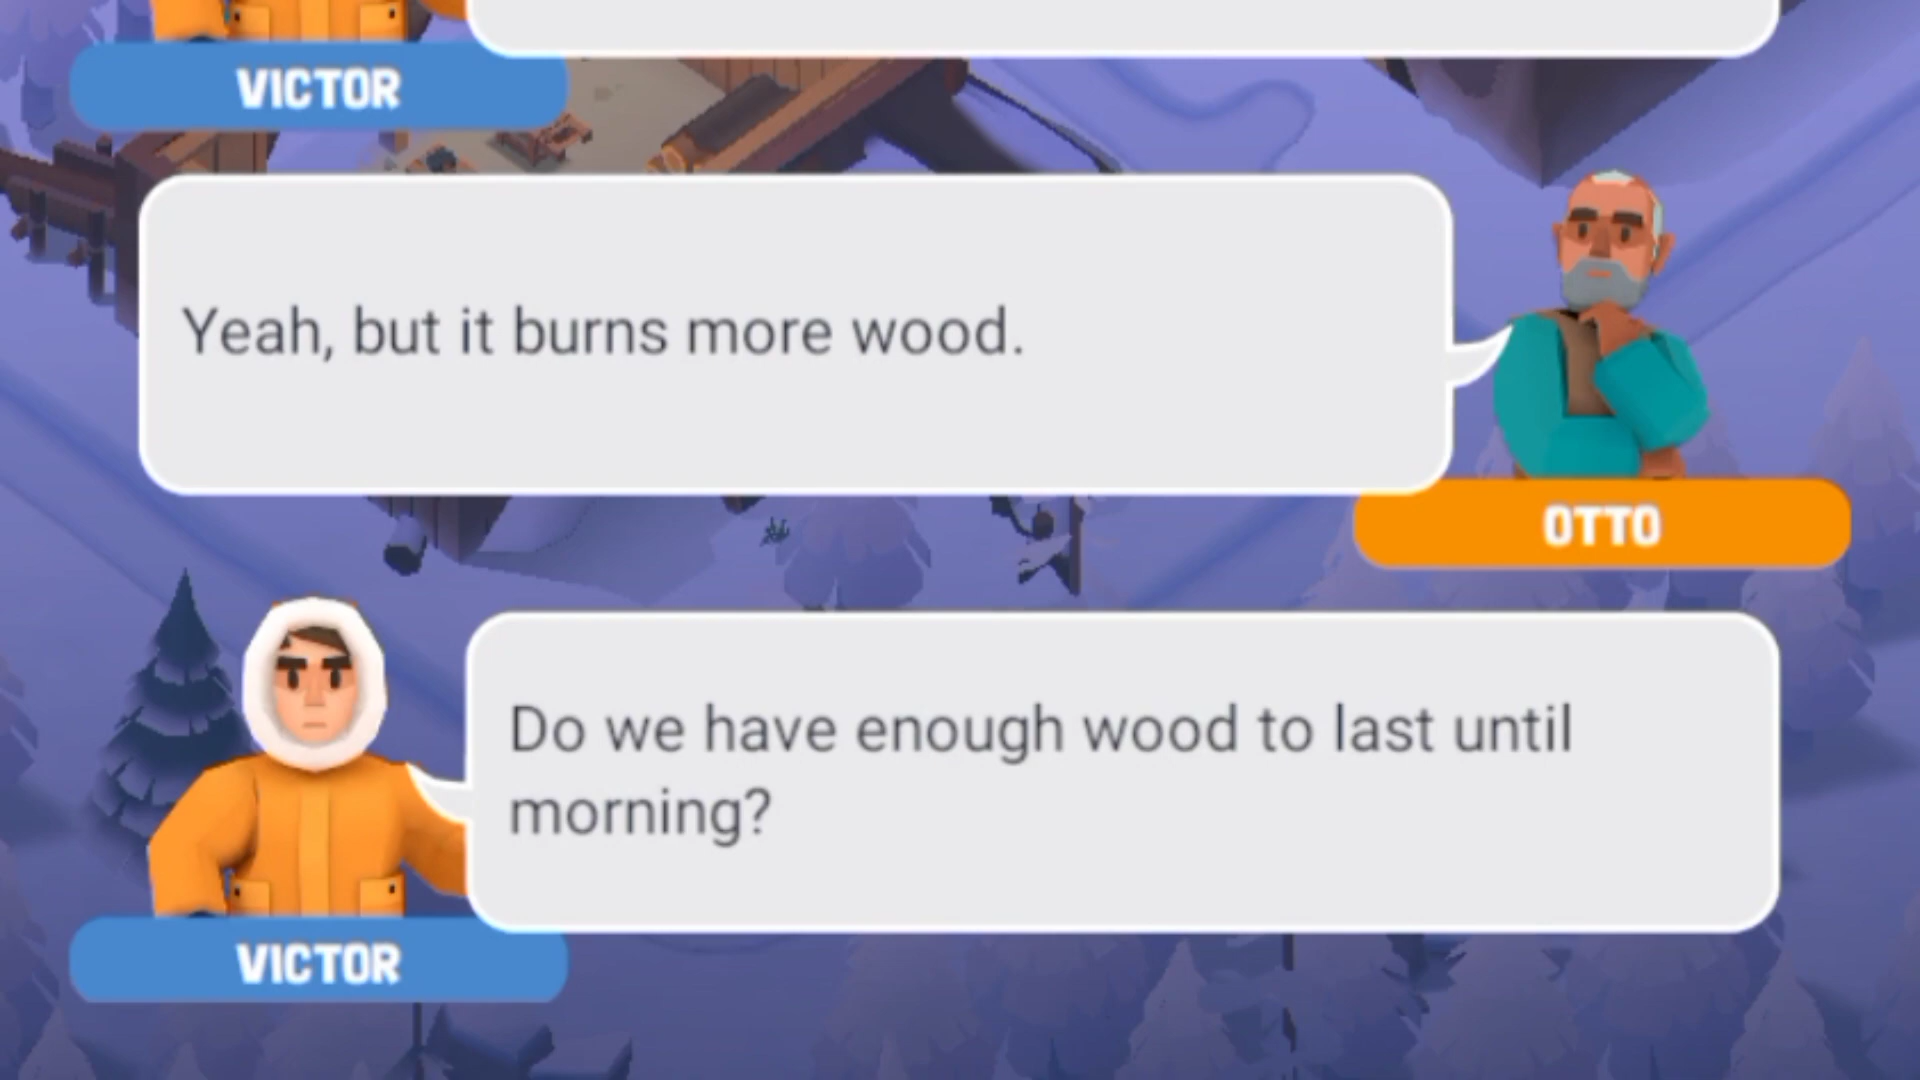 VICTOR
Yeah, but it burns more wood.
OTTO
Do we have enough wood to last until
morning?
VICTOR